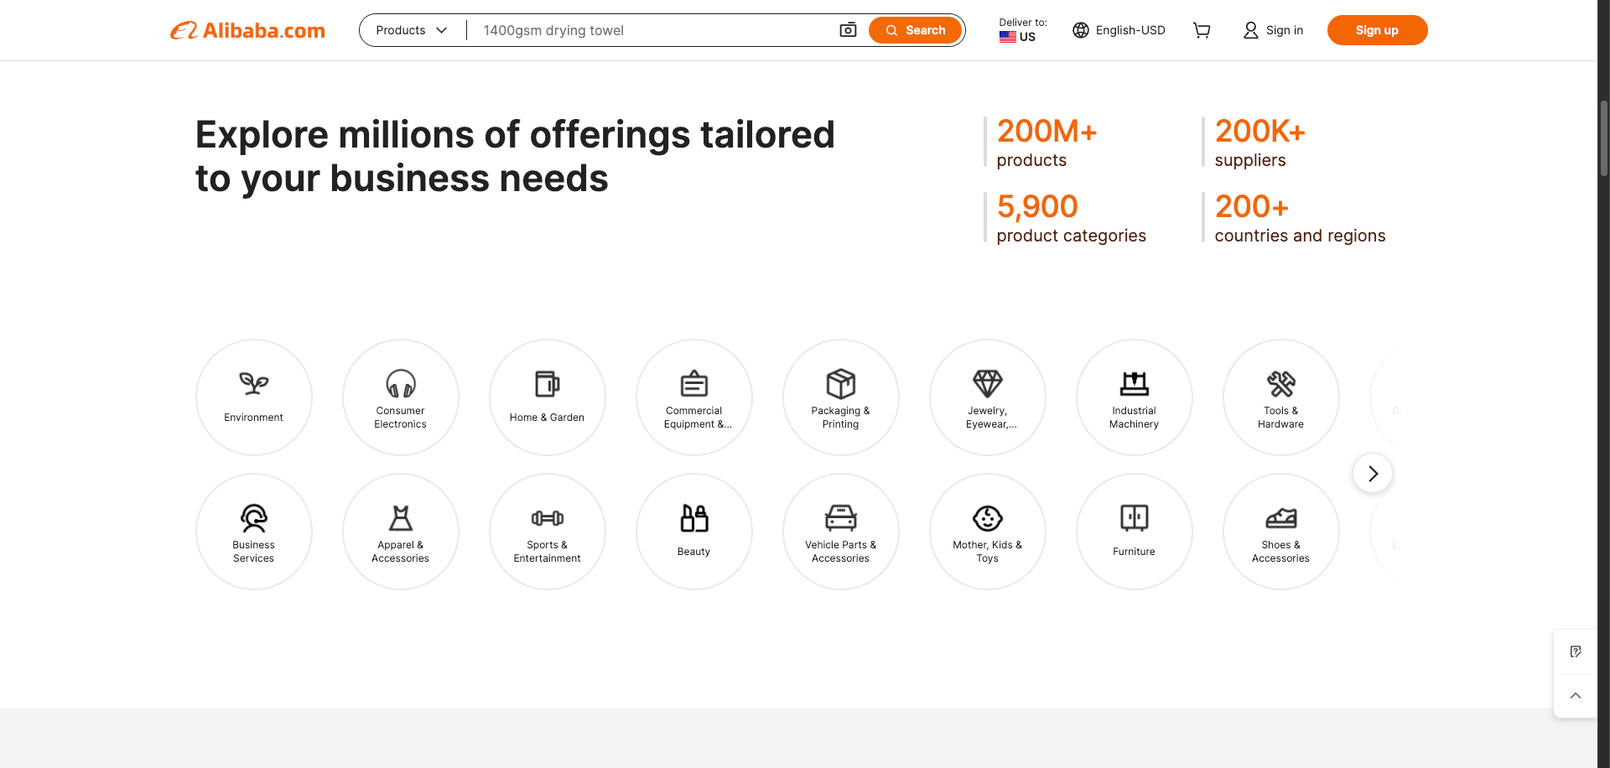 Alibaba.com
Products
1400gsm drying towel
Search
Deliver to:
US
English-USD
Sign in
Sign up
Explore millions of offerings tailored
to your business needs
200M+
products
200K+
suppliers
5,900
product categories
200+
countries and regions
Environment
Consumer
Electronics
Home & Garden
Commercial
Equipment &...
Packaging &
Printing
Jewelry,
Eyewear,...
Industrial
Machinery
Tools &
Hardware
Business
Services
Apparel &
Accessories
Sports &
Entertainment
Beauty
Vehicle Parts &
Accessories
Mother, Kids &
Toys
Furniture
Shoes &
Accessories